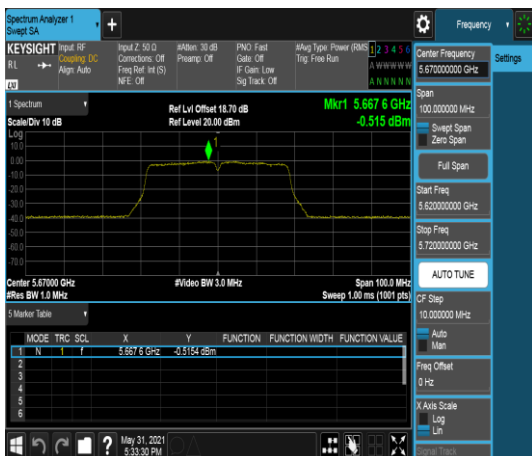 Spectrum Analyzer 1
Swept SA
+
Frequency
KEYSIGHT
RL
LXI
Input: RF
Coupling: DC
Align: Auto
Input Z: 50 Ω
Corrections: Off
Freq Ref: Int (S)
NFE: Off
#Atten: 30 dB
Preamp: Off
PNO: Fast
Gate: Off
IF Gain: Low
Sig Track: Off
#Avg Type: Power (RMS
Trig: Free Run
1 2 3 4 5 6
A W W W W W
A N N N N N
Center Frequency
5.670000000 GHz
Settings
Span
100.000000 MHz
Swept Span
Zero Span
Full Span
Start Freq
5.620000000 GHz
Stop Freq
5.720000000 GHz
AUTO TUNE
CF Step
10.000000 MHz
Auto
Man
Freq Offset
0 Hz
X Axis Scale
Log
Lin
Signal Track
1 Spectrum
Scale/Div 10 dB
Ref Lvl Offset 18.70 dB
Ref Level 20.00 dBm
Mkr1 5.667 6 GHz
-0.515 dBm
Log
10.0
0.00
-10.0
-20.0
-30.0
-40.0
-50.0
-60.0
-70.0
1
Center 5.67000 GHz
#Res BW 1.0 MHz
#Video BW 3.0 MHz
Span 100.0 MHz
Sweep 1.00 ms (1001 pts)
5 Marker Table
MODE TRC SCL X Y FUNCTION FUNCTION WIDTH FUNCTION VALUE
1 N 1 f 5.667 6 GHz -0.5154 dBm
2
3
4
5
6
?
May 31, 2021
5:33:30 PM